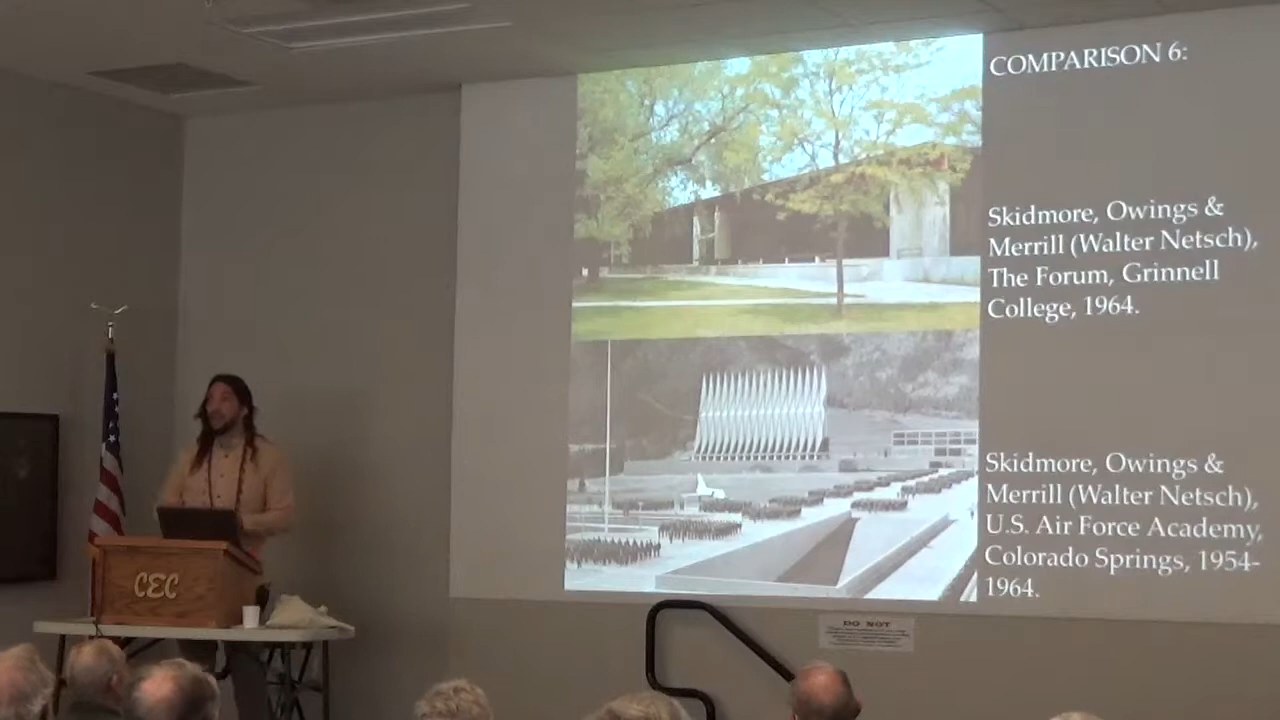 COMPARISON 6:
Skidmore, Owings &
Merrill (Walter Netsch),
The Forum, Grinnell
College, 1964.
Skidmore, Owings &
Merrill (Walter Netsch),
U.S. Air Force Academy,
Colorado Springs, 1954-
1964.
CEC
DO NOT